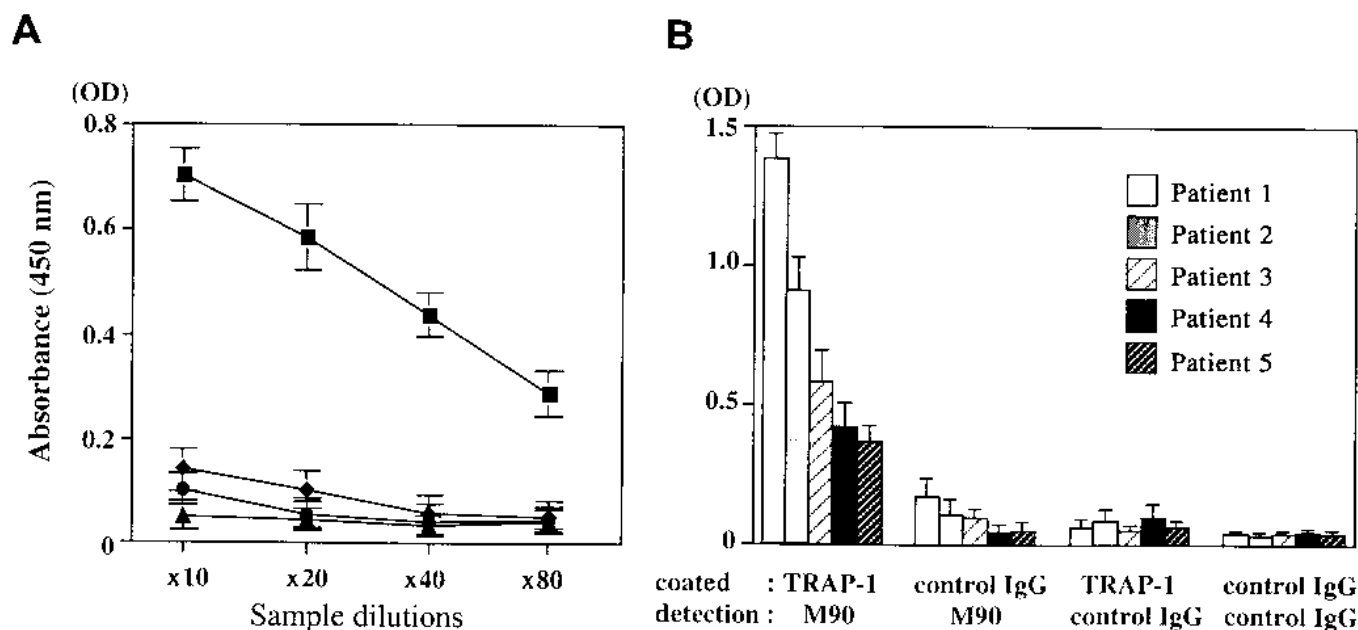 A
(OD)
0.8
0.6
0.4
0.2
0
Absorbance (450 nm)
x10 x20 x40 x80
Sample dilutions
B
(OD)
1.5
1.0
0.5
0
Patient 1
Patient 2
Patient 3
Patient 4
Patient 5
coated : TRAP-1 control IgG TRAP-1 control IgG
detection : M90 M90 control IgG control IgG